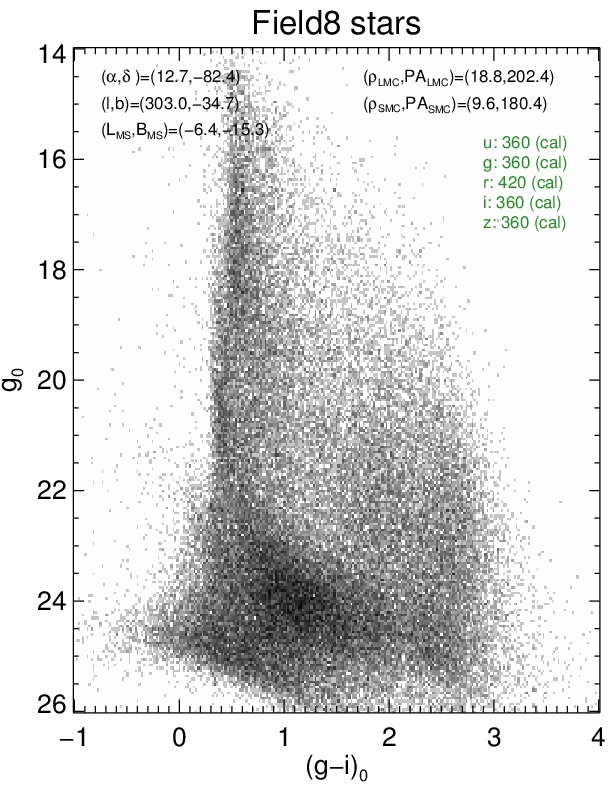 Field8 stars
(α,δ )=(12.7,−82.4)
(ρLMC,PALMC)=(18.8,202.4)
(l,b)=(303.0,−34.7)
(ρSMC,PASMC)=(9.6,180.4)
(LMS,BMS)=(−6.4,−15.3)
u: 360 (cal)
g: 360 (cal)
r: 420 (cal)
i: 360 (cal)
z: 360 (cal)
14
16
18
20
22
24
26
g0
−1 0 1 2 3 4
(g−i)0